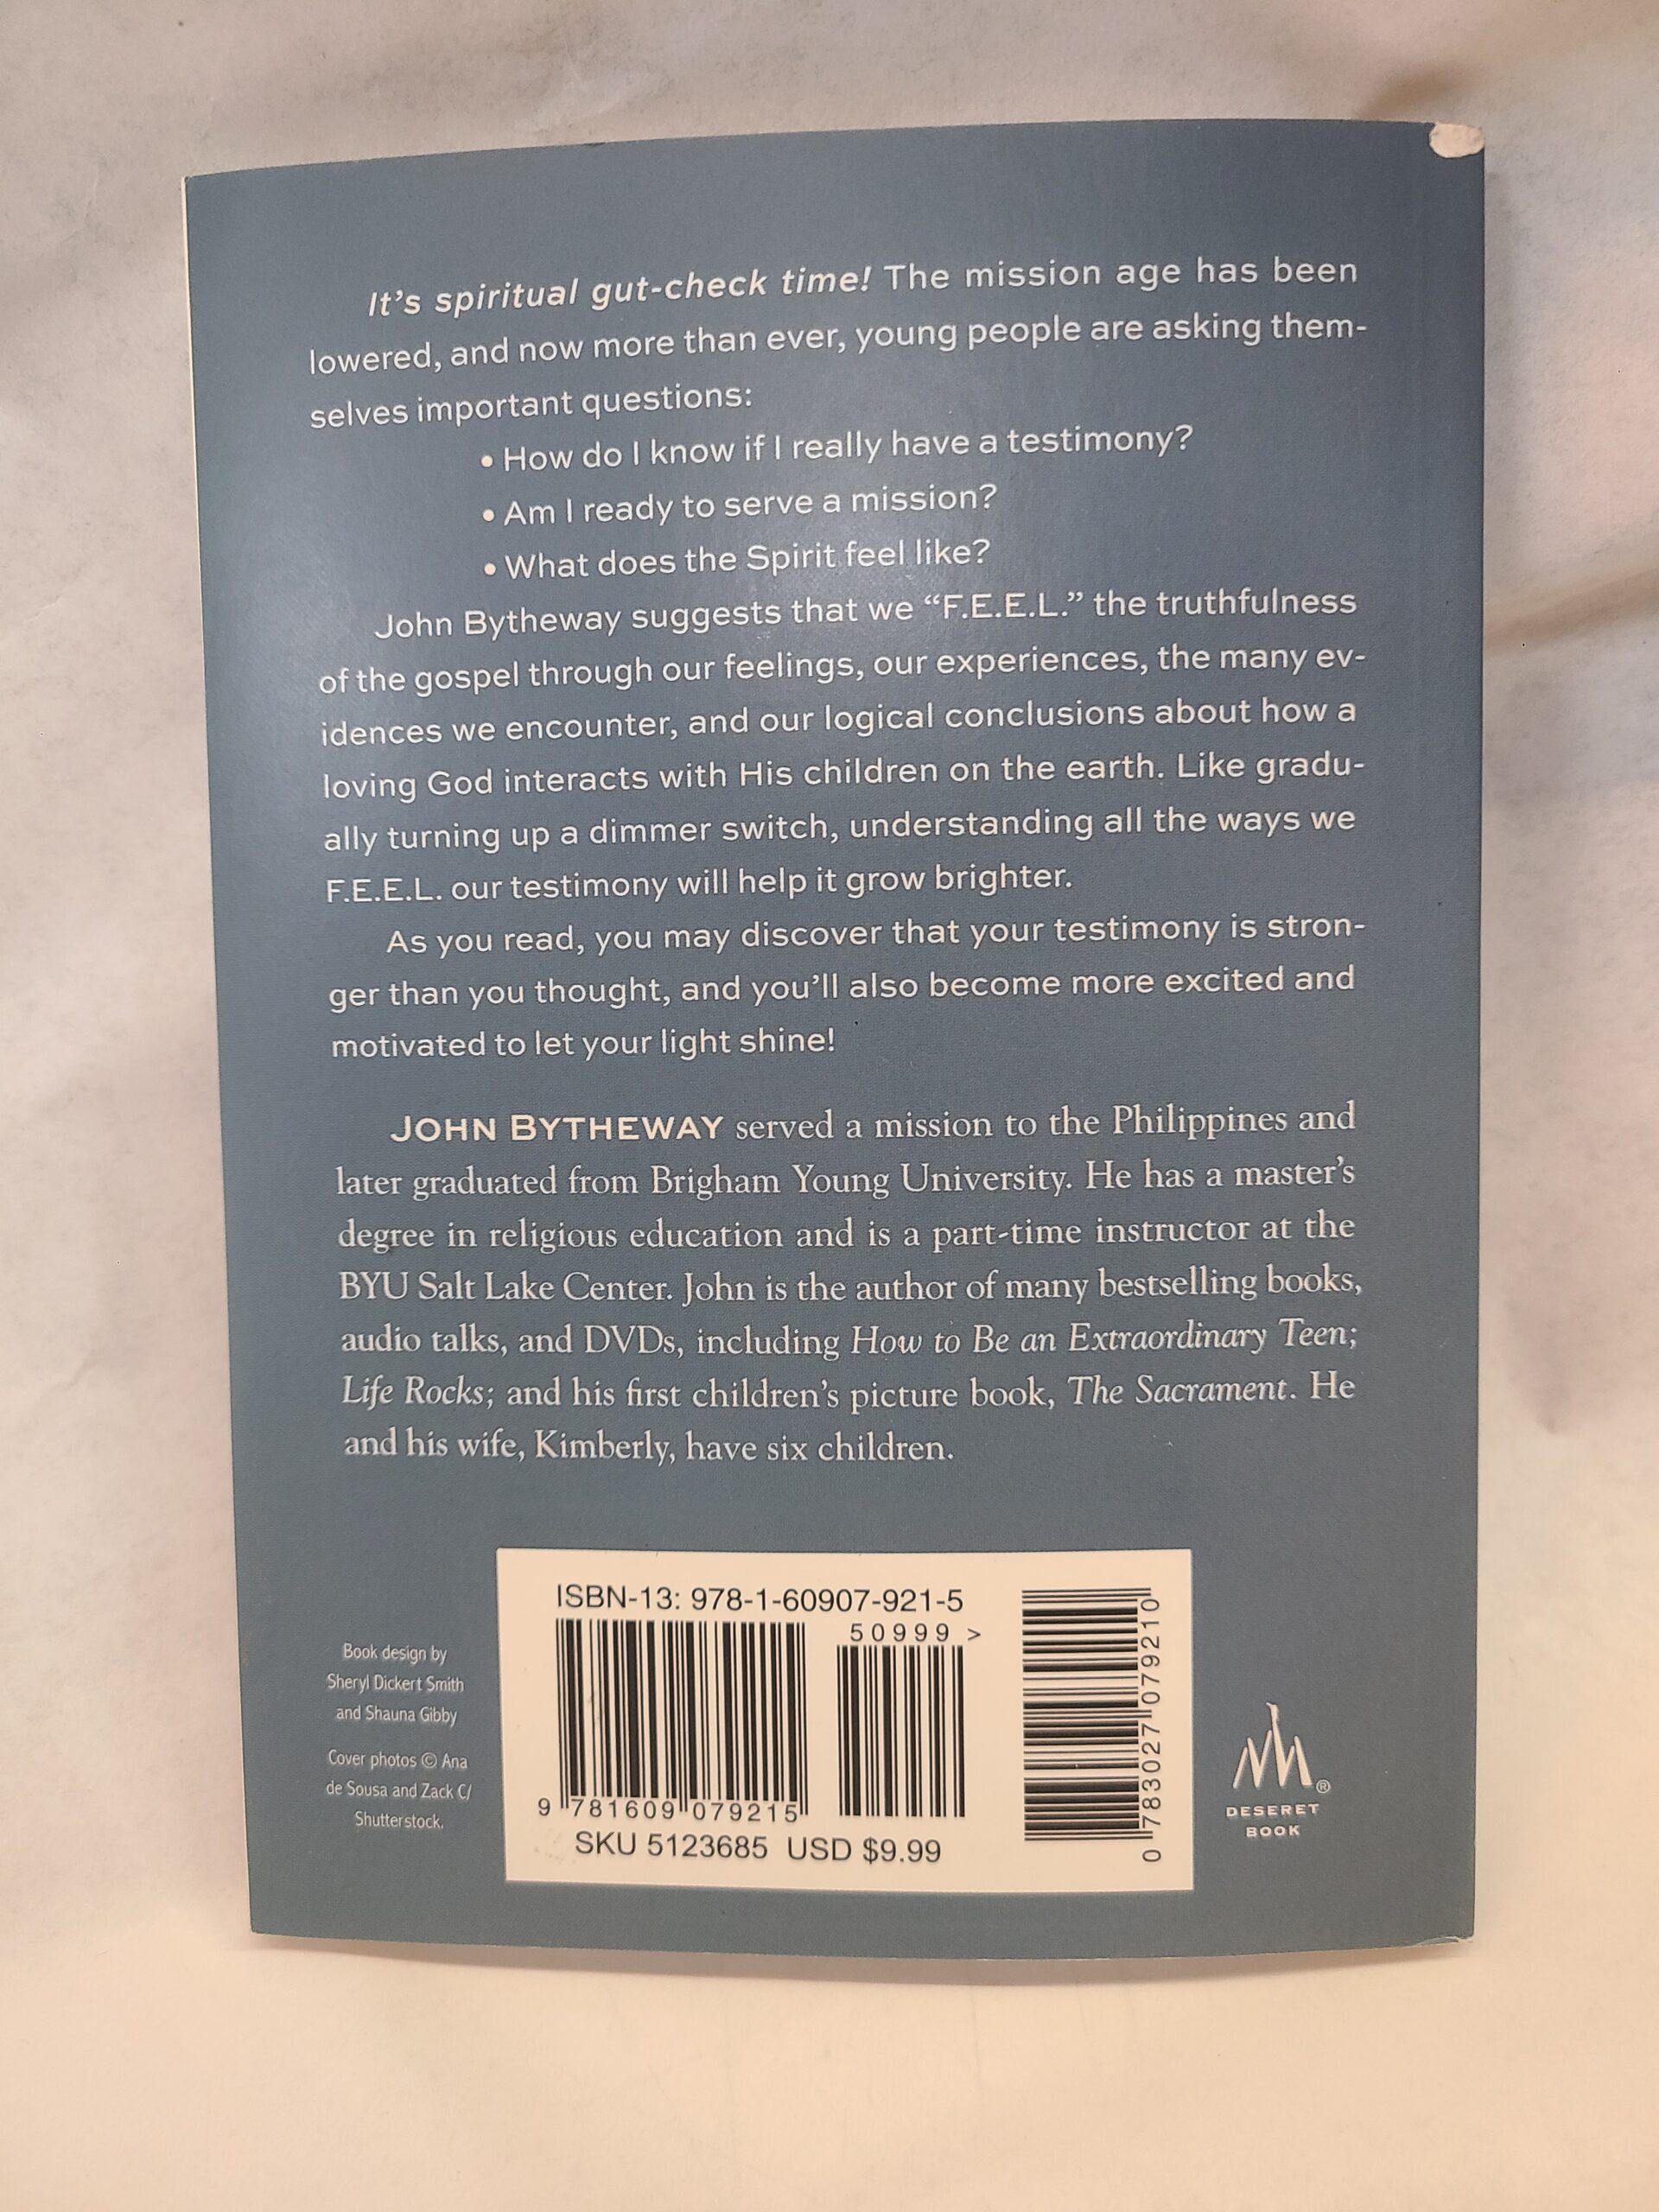 It's spiritual gut-check time! The mission age has been
lowered, and now more than ever, young people are asking them-
selves important questions:
• How do I know if I really have a testimony?
• Am I ready to serve a mission?
• What does the Spirit feel like?
John Bytheway suggests that we “F.E.E.L.” the truthfulness
of the gospel through our feelings, our experiences, the many ev-
idences we encounter, and our logical conclusions about how a
loving God interacts with His children on the earth. Like gradu-
ally turning up a dimmer switch, understanding all the ways we
F.E.E.L. our testimony will help it grow brighter.
As you read, you may discover that your testimony is stron-
ger than you thought, and you'll also become more excited and
motivated to let your light shine!
JOHN BYTHEWAY served a mission to the Philippines and
later graduated from Brigham Young University. He has a master's
degree in religious education and is a part-time instructor at the
BYU Salt Lake Center. John is the author of many bestselling books,
audio talks, and DVDs, including How to Be an Extraordinary Teen;
Life Rocks; and his first children's picture book, The Sacrament. He
and his wife, Kimberly, have six children.
Book design by
Sheryl Dickert Smith
and Shauna Gibby
Cover photos © Ana
de Sousa and Zack C/
Shutterstock.
ISBN-13: 978-1-60907-921-5
50999 >
9 781609 079215
SKU 5123685 USD $9.99
0 783027 079210
®
DESERET
BOOK